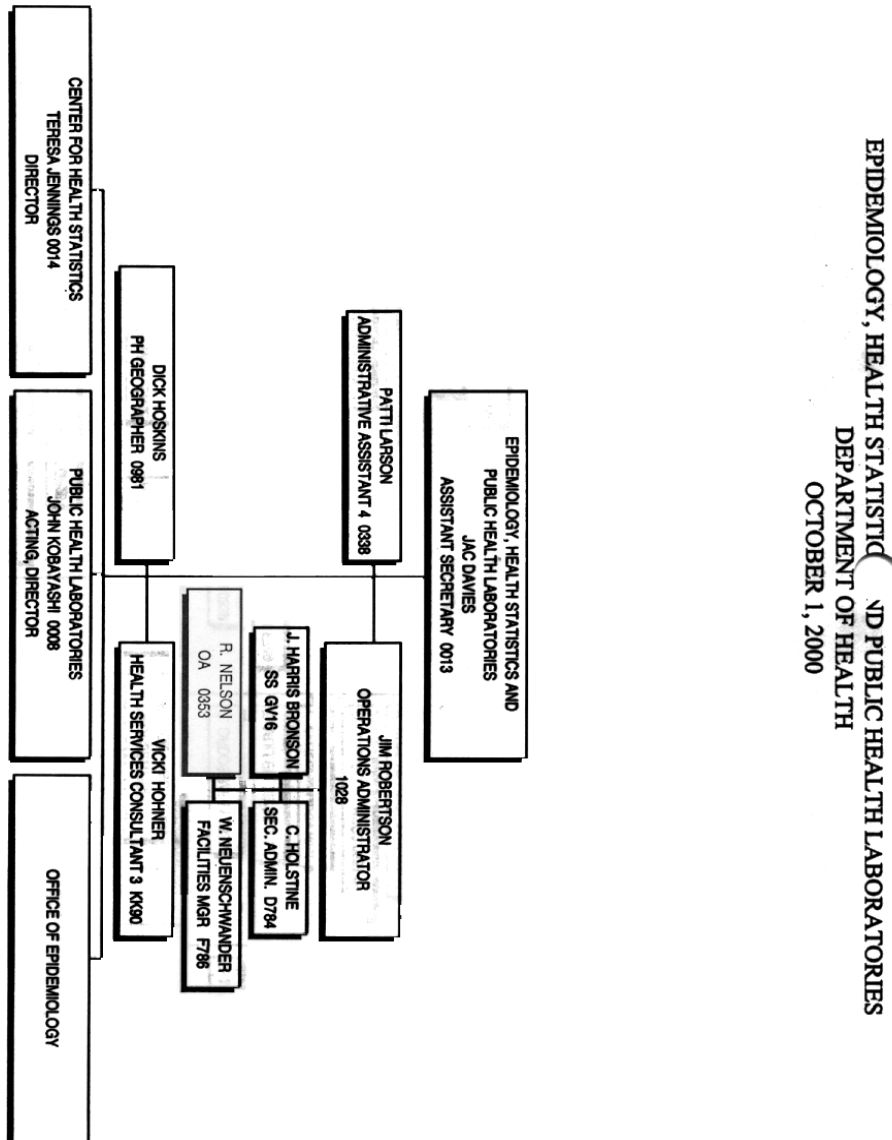 EPIDEMIOLOGY, HEALTH STATISTIC ND PUBLIC HEALTH LABORATORIES
DEPARTMENT OF HEALTH
OCTOBER 1, 2000
EPIDEMIOLOGY, HEALTH STATISTICS AND
PUBLIC HEALTH LABORATORIES
JAC DAVIES
ASSISTANT SECRETARY 0013
PATTI LARSON
ADMINISTRATIVE ASSISTANT 4 0338
JIM ROBERTSON
OPERATIONS ADMINISTRATOR
1028
J. HARRIS BRONSON
SS GV16
C. HOLSTINE
SEC. ADMIN. D784
R. NELSON
OA 0353
W. NEUENSCHWANDER
FACILITIES MGR F786
DICK HOSKINS
PH GEOGRAPHER 0981
VICKI HOHNER
HEALTH SERVICES CONSULTANT 3 KK90
CENTER FOR HEALTH STATISTICS
TERESA JENNINGS 0014
DIRECTOR
PUBLIC HEALTH LABORATORIES
JOHN KOBAYASHI 0008
ACTING, DIRECTOR
OFFICE OF EPIDEMIOLOGY